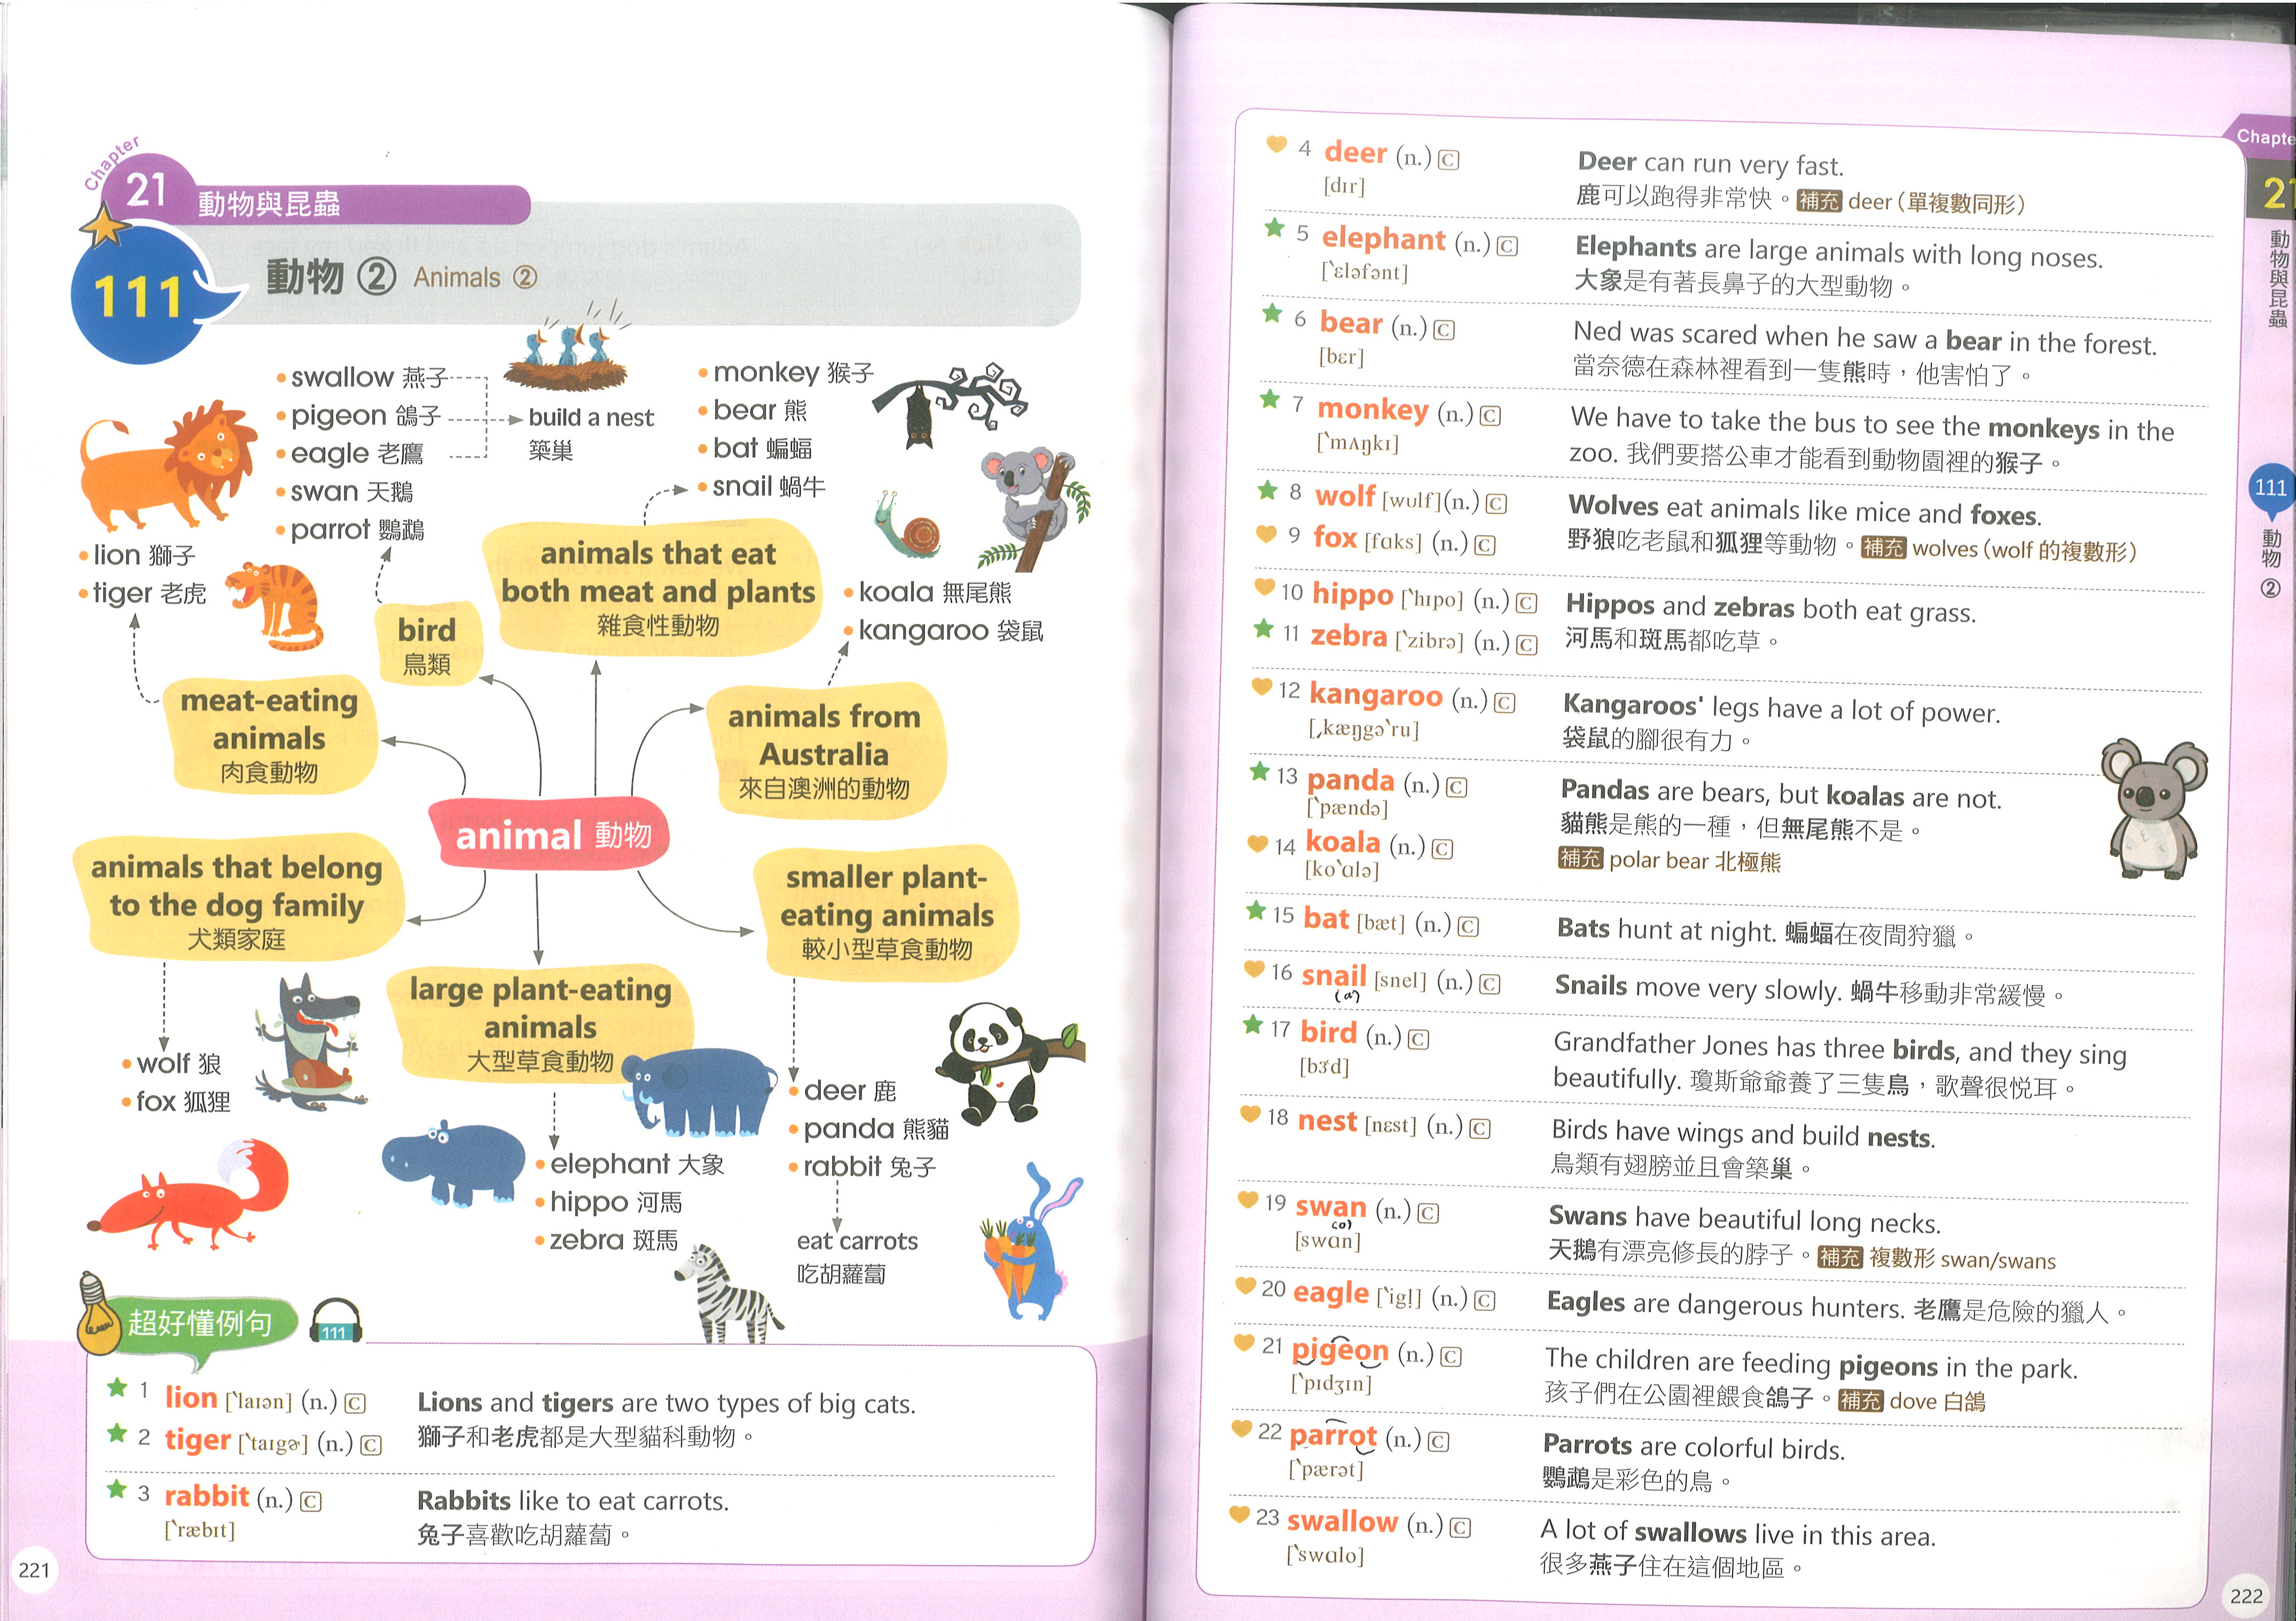 Chapter
21 動物與昆蟲
111 動物 ② Animals ②
• swallow 燕子
• pigeon 鴿子
• eagle 老鷹
• swan 天鵝
• parrot 鸚鵡
build a nest
築巢
• monkey 猴子
• bear 熊
• bat 蝙蝠
• snail 蝸牛
• lion 獅子
• tiger 老虎
bird
鳥類
animals that eat
both meat and plants
雜食性動物
• koala 無尾熊
• kangaroo 袋鼠
meat-eating
animals
肉食動物
animals from
Australia
來自澳洲的動物
animal 動物
animals that belong
to the dog family
犬類家庭
smaller plant-
eating animals
較小型草食動物
large plant-eating
animals
大型草食動物
• wolf 狼
• fox 狐狸
• elephant 大象
• hippo 河馬
• zebra 斑馬
• deer 鹿
• panda 熊貓
• rabbit 兔子
eat carrots
吃胡蘿蔔
超好懂例句 111
1 lion [ˋlaɪən] (n.) C
2 tiger [ˋtaɪgɚ] (n.) C
Lions and tigers are two types of big cats.
獅子和老虎都是大型貓科動物。
3 rabbit (n.) C
[ˋræbɪt]
Rabbits like to eat carrots.
兔子喜歡吃胡蘿蔔。
221
4 deer (n.) C
[dɪr]
Deer can run very fast.
鹿可以跑得非常快。補充 deer（單複數同形）
5 elephant (n.) C
[ˋɛləfənt]
Elephants are large animals with long noses.
大象是有著長鼻子的大型動物。
6 bear (n.) C
[bɛr]
Ned was scared when he saw a bear in the forest.
當奈德在森林裡看到一隻熊時，他害怕了。
7 monkey (n.) C
[ˋmʌŋkɪ]
We have to take the bus to see the monkeys in the
zoo. 我們要搭公車才能看到動物園裡的猴子。
8 wolf [wʊlf](n.) C
9 fox [fɑks] (n.) C
Wolves eat animals like mice and foxes.
野狼吃老鼠和狐狸等動物。補充 wolves（wolf 的複數形）
10 hippo [ˋhɪpo] (n.) C
11 zebra [ˋzibrə] (n.) C
Hippos and zebras both eat grass.
河馬和斑馬都吃草。
12 kangaroo (n.) C
[ˏkæŋgəˋru]
Kangaroos' legs have a lot of power.
袋鼠的腳很有力。
13 panda (n.) C
[ˋpændə]
14 koala (n.) C
[koˋɑlə]
Pandas are bears, but koalas are not.
貓熊是熊的一種，但無尾熊不是。
補充 polar bear 北極熊
15 bat [bæt] (n.) C
Bats hunt at night. 蝙蝠在夜間狩獵。
16 snail [snel] (n.) C
Snails move very slowly. 蝸牛移動非常緩慢。
17 bird (n.) C
[bɝd]
Grandfather Jones has three birds, and they sing
beautifully. 瓊斯爺爺養了三隻鳥，歌聲很悅耳。
18 nest [nɛst] (n.) C
Birds have wings and build nests.
鳥類有翅膀並且會築巢。
19 swan (n.) C
[swɑn]
Swans have beautiful long necks.
天鵝有漂亮修長的脖子。補充 複數形 swan/swans
20 eagle [ˋigl̩] (n.) C
Eagles are dangerous hunters. 老鷹是危險的獵人。
21 pigeon (n.) C
[ˋpɪdʒɪn]
The children are feeding pigeons in the park.
孩子們在公園裡餵食鴿子。補充 dove 白鴿
22 parrot (n.) C
[ˋpærət]
Parrots are colorful birds.
鸚鵡是彩色的鳥。
23 swallow (n.) C
[ˋswɑlo]
A lot of swallows live in this area.
很多燕子住在這個地區。
動物與昆蟲
111
動物 ②
222